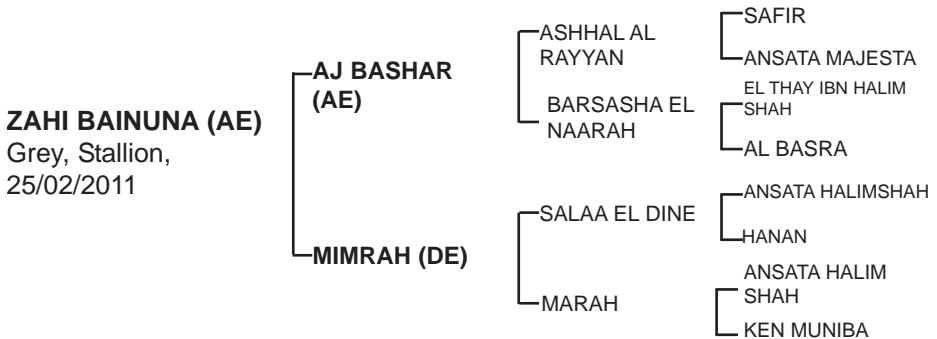 ZAHI BAINUNA (AE)
Grey, Stallion,
25/02/2011
AJ BASHAR
(AE)
MIMRAH (DE)
ASHHAL AL
RAYYAN
BARSASHA EL
NAARAH
SALAA EL DINE
MARAH
SAFIR
ANSATA MAJESTA
EL THAY IBN HALIM
SHAH
AL BASRA
ANSATA HALIMSHAH
HANAN
ANSATA HALIM
SHAH
KEN MUNIBA